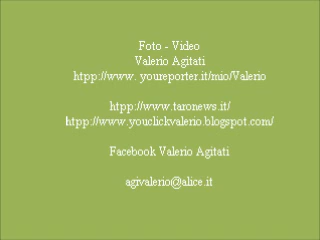 Foto - Video
Valerio Agitati
htpp://www. youreporter.it/mio/Valerio
htpp://www.taronews.it/
htpp://www.youclickvalerio.blogspot.com/
Facebook Valerio Agitati
agivalerio@alice.it